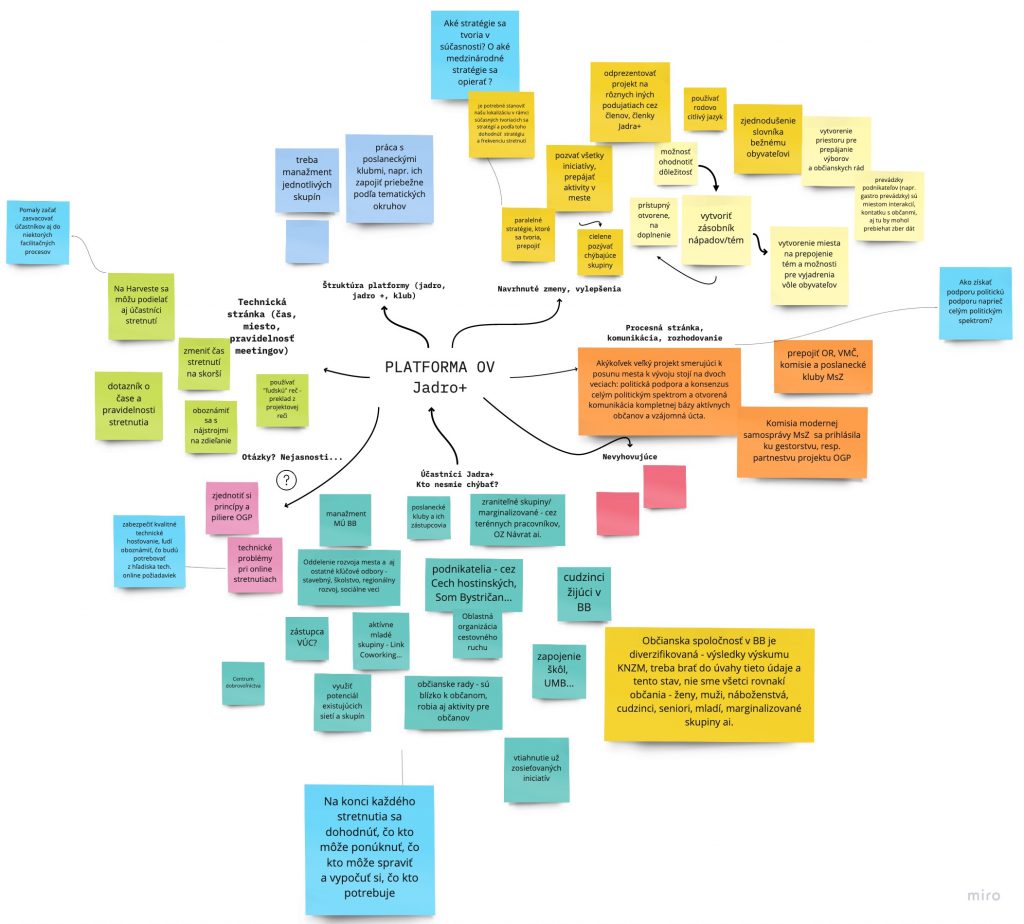 Aké stratégie sa
tvoria v
súčasnosti? O aké
medzinárodné
stratégie sa
opierať ?
je potrebné stanoviť
našu lokalizáciu v rámci
súčasných tvoriacich sa
stratégií a podľa toho
dohodnúť stratégiu
a frekvenciu stretnutí
odprezentovať
projekt na
rôznych iných
podujatiach cez
členov, členky
Jadra+
používať
rodovo
citlivý jazyk
zjednodušenie
slovníka
bežnému
obyvateľovi
vytvorenie
priestoru pre
prepájanie
výborov
a občianskych rád
prevádzky
podnikateľov (napr.
gastro prevádzky) sú
miestom interakcií,
kontatku s občanmi,
aj tu by mohol
prebiehat zber dát
pozvať všetky
iniciatívy,
prepájať
aktivity v
meste
možnosť
ohodnotiť
dôležitosť
prístupný
otvorene,
na
doplnenie
vytvoriť
zásobník
nápadov/tém
vytvorenie miesta
na prepojenie
tém a možnosti
pre vyjadrenia
vôle obyvateľov
paralelné
stratégie, ktoré
sa tvoria,
prepojiť
cielene
pozývať
chýbajúce
skupiny
treba
manažment
jednotlivých
skupín
práca s
poslaneckými
klubmi, napr. ich
zapojiť priebežne
podľa tematických
okruhov
Pomaly začať
zasvacovať
účastníkov aj do
niektorých
facilitačných
procesov
Na Harveste sa
môžu podielať
aj účastníci
stretnutí
Štruktúra platformy (jadro,
jadro +, klub)
Navrhnuté zmeny, vylepšenia
Technická
stránka (čas,
miesto,
pravidelnosť
meetingov)
Procesná stránka,
komunikácia, rozhodovanie
Ako získať
podporu politickú
podporu naprieč
celým politickým
spektrom?
zmeniť čas
stretnutí
na skorší
dotazník o
čase a
pravidelnosti
stretnutia
oboznámiť
sa s
nájstrojmi
na zdieľanie
používať
"ľudskú" reč -
preklad z
projektovej
reči
PLATFORMA OV
Jadro+
Akýkoľvek veľký projekt smerujúci k
posunu mesta k vývoju stojí na dvoch
veciach: politická podpora a konsenzus
celým politickým spektrom a otvorená
komunikácia kompletnej bázy aktívnych
občanov a vzájomná úcta.
prepojiť OR, VMČ,
komisie a poslanecké
kluby MsZ
Komisia modernej
samosprávy MsZ sa prihlásila
ku gestorstvu, resp.
partnestvu projektu OGP
Otázky? Nejasnosti...
?
Účastníci Jadra+
Kto nesmie chýbať?
Nevyhovujúce
zjednotiť si
princípy a
piliere OGP
zabezpečiť kvalitné
technické
hosťovanie, ľudí
oboznámiť, čo budú
potrebovať
z hľadiska tech.
online požiadaviek
technické
problémy
pri online
stretnutiach
manažment
MÚ BB
poslanecké
kluby a ich
zástupcovia
zraniteľné skupiny/
marginalizované - cez
terénnych pracovníkov,
OZ Návrat ai.
Oddelenie rozvoja mesta a aj
ostatné kľúčové odbory -
stavebný, školstvo, regionálny
rozvoj, sociálne veci
podnikatelia - cez
Cech hostinských,
Som Bystričan...
cudzinci
žijúci v
BB
zástupca
VÚC?
aktívne
mladé
skupiny - Link
Coworking...
Oblastná
organizácia
cestovného
ruchu
zapojenie
škôl,
UMB...
Občianska spoločnosť v BB je
diverzifikovaná - výsledky výskumu
KNZM, treba brať do úvahy tieto údaje a
tento stav, nie sme všetci rovnakí
občania - ženy, muži, náboženstvá,
cudzinci, seniori, mladí, marginalizované
skupiny ai.
Centrum
dobrovoľníctva
využiť
potenciál
existujúcich
sietí a skupín
občianske rady - sú
blízko k občanom,
robia aj aktivity pre
občanov
vtiahnutie už
zosieťovaných
iniciatív
Na konci každého
stretnutia sa
dohodnúť, čo kto
môže ponúknuť, čo
kto môže spraviť
a vypočuť si, čo kto
potrebuje
miro